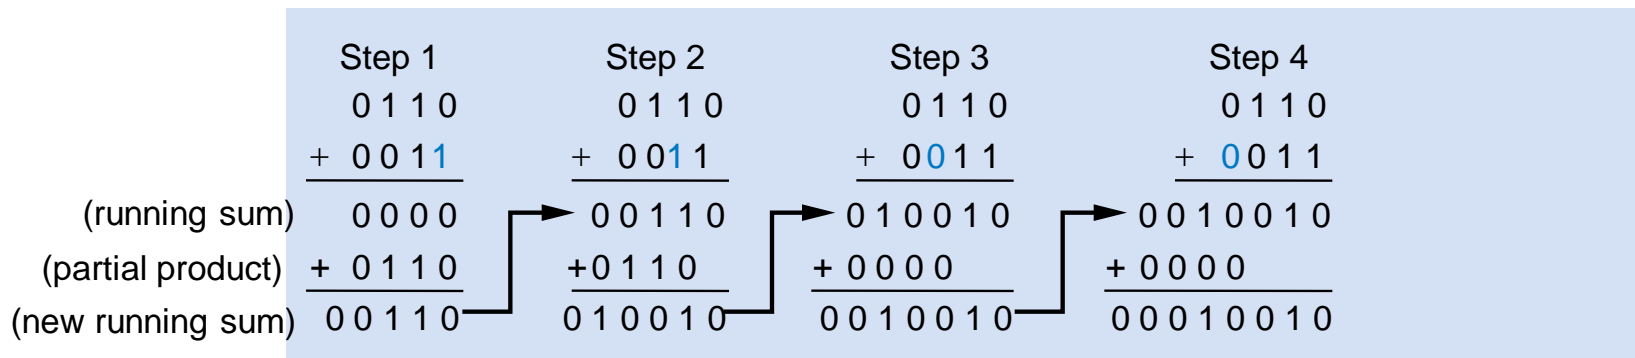 Step 1 Step 2 Step 3 Step 4
0 1 1 0 0 1 1 0 0 1 1 0 0 1 1 0
+ 0 0 1 1 + 0 0 1 1 + 0 0 1 1 + 0 0 1 1
(running sum) 0 0 0 0 0 0 1 1 0 0 1 0 0 1 0 0 0 1 0 0 1 0
(partial product) + 0 1 1 0 +0 1 1 0 + 0 0 0 0 + 0 0 0 0
(new running sum) 0 0 1 1 0 0 1 0 0 1 0 0 0 1 0 0 1 0 0 0 0 1 0 0 1 0